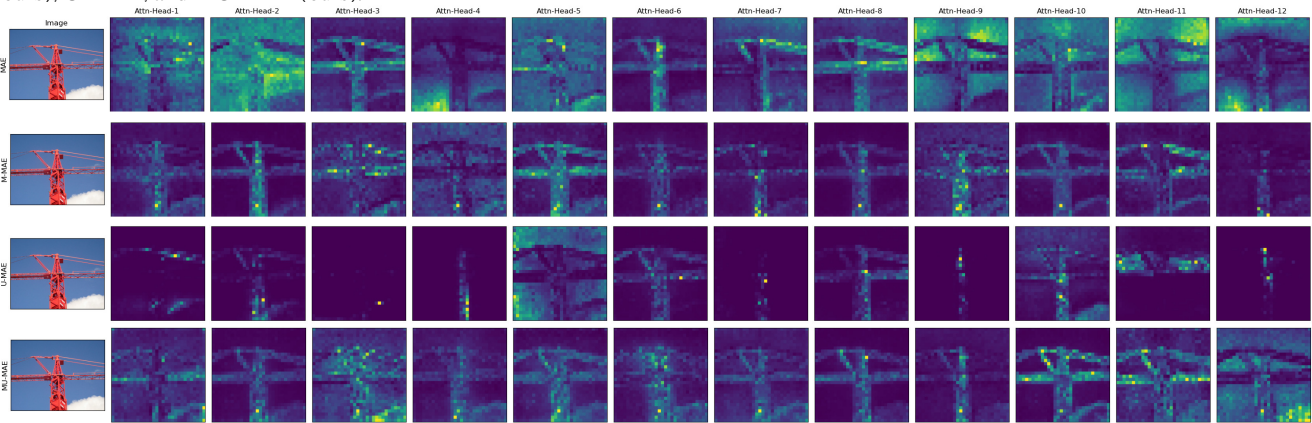 Image
Attn-Head-1 Attn-Head-2 Attn-Head-3 Attn-Head-4 Attn-Head-5 Attn-Head-6 Attn-Head-7 Attn-Head-8 Attn-Head-9 Attn-Head-10 Attn-Head-11 Attn-Head-12
MAE
M-MAE
U-MAE
MU-MAE